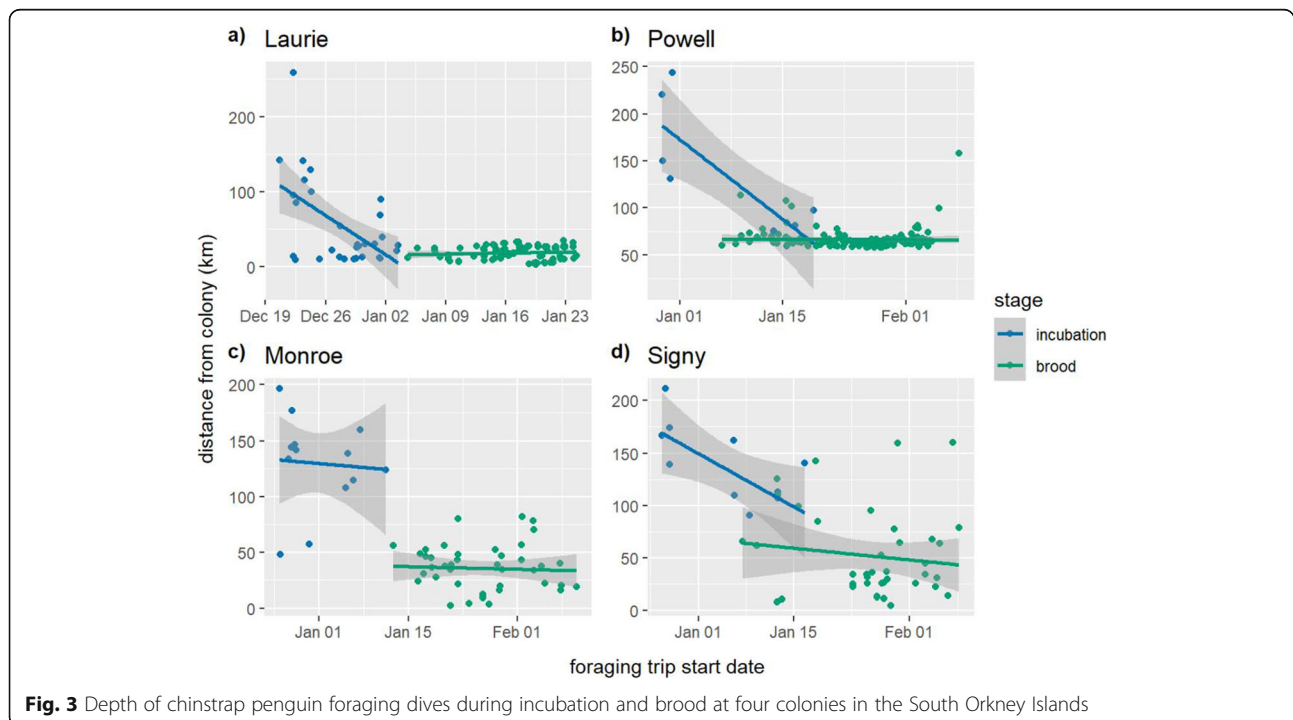 a) Laurie
b) Powell
200
100
0
Dec 19 Dec 26 Jan 02 Jan 09 Jan 16 Jan 23
250
200
150
100
50
Jan 01 Jan 15 Feb 01
distance from colony (km)
stage
incubation
brood
c) Monroe
d) Signy
200
150
100
50
0
Jan 01 Jan 15 Feb 01
200
150
100
50
0
Jan 01 Jan 15 Feb 01
foraging trip start date
Fig. 3 Depth of chinstrap penguin foraging dives during incubation and brood at four colonies in the South Orkney Islands